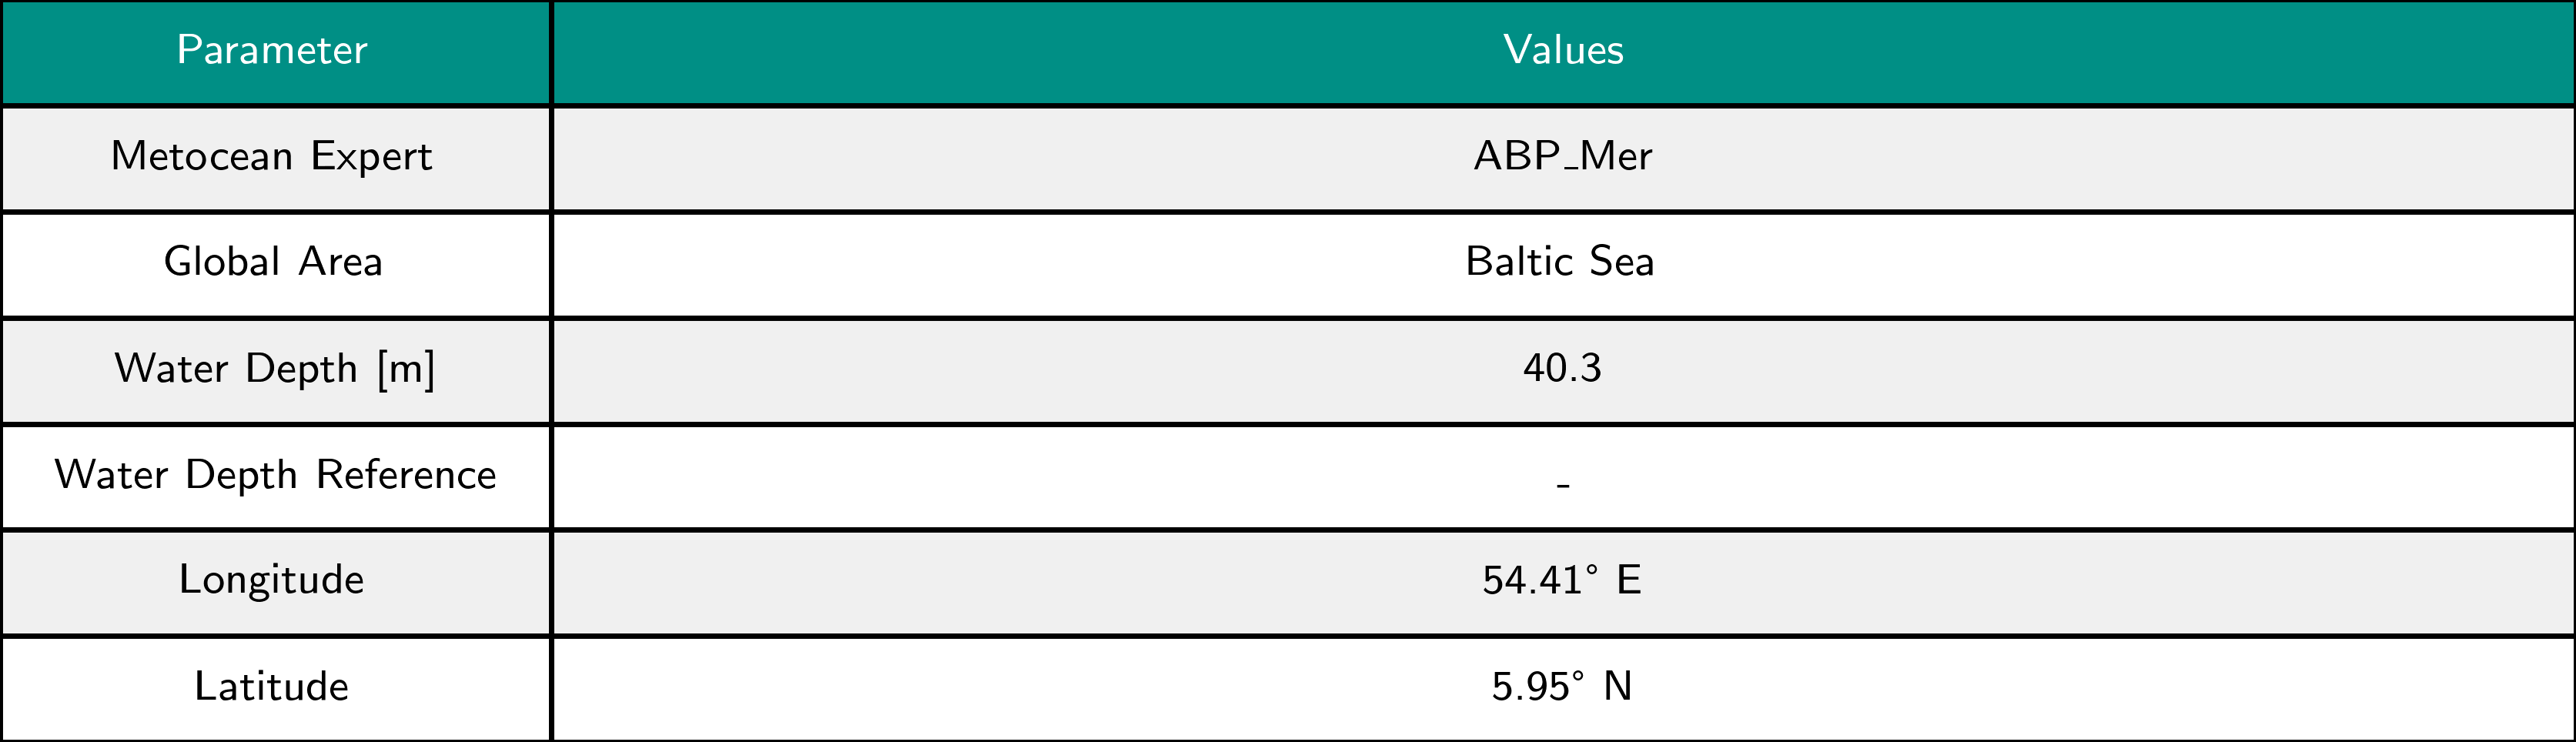 Parameter Values
Metocean Expert ABP_Mer
Global Area Baltic Sea
Water Depth [m] 40.3
Water Depth Reference -
Longitude 54.41° E
Latitude 5.95° N